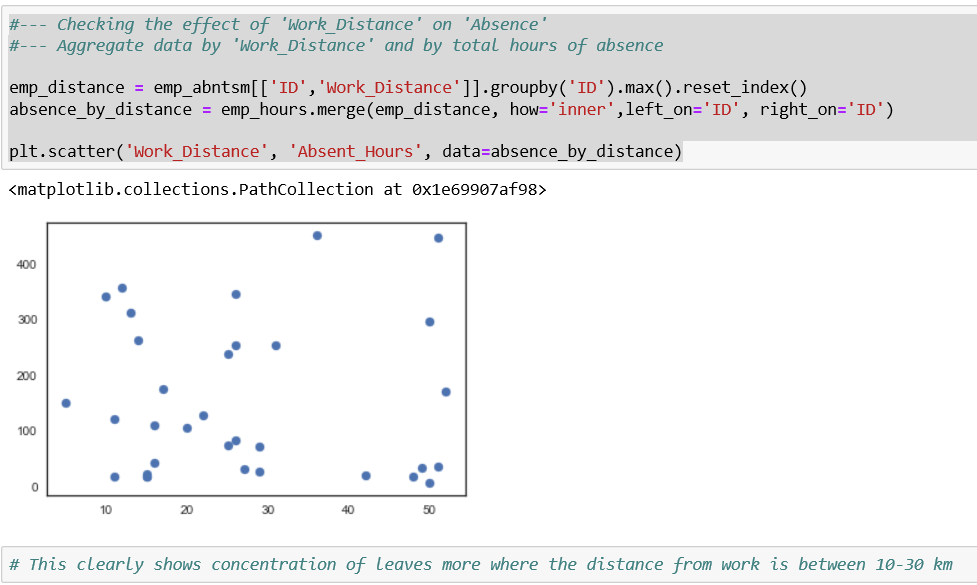 #--- Checking the effect of 'Work_Distance' on 'Absence'
#--- Aggregate data by 'Work_Distance' and by total hours of absence
emp_distance = emp_abntsm[['ID','Work_Distance']].groupby('ID').max().reset_index()
absence_by_distance = emp_hours.merge(emp_distance, how='inner',left_on='ID', right_on='ID')
plt.scatter('Work_Distance', 'Absent_Hours', data=absence_by_distance)
<matplotlib.collections.PathCollection at 0x1e69907af98>
400
300
200
100
0
10 20 30 40 50
# This clearly shows concentration of leaves more where the distance from work is between 10-30 km